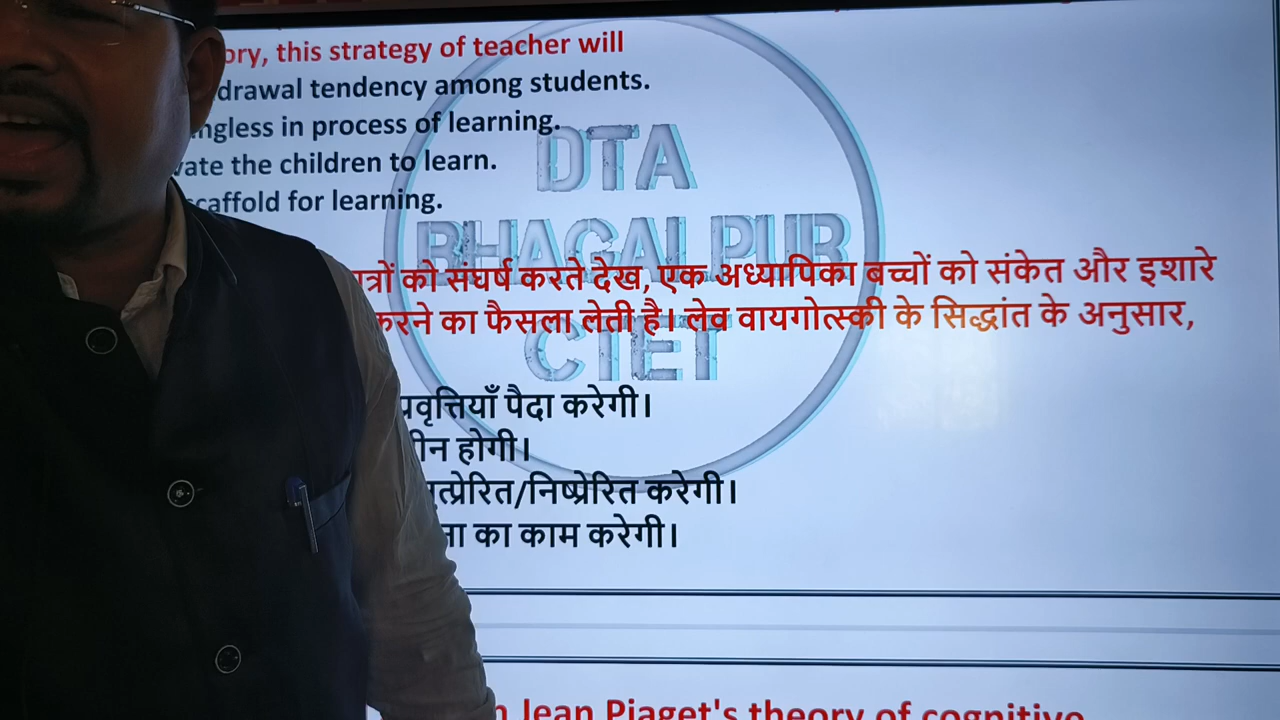 ory, this strategy of teacher will
drawal tendency among students.
ngless in process of learning.
vate the children to learn.
scaffold for learning.
DTA
BHAGALPUR
CTET
त्रों को संघर्ष करते देख, एक अध्यापिका बच्चों को संकेत और इशारे
करने का फैसला लेती है। लेव वायगोत्स्की के सिद्धांत के अनुसार,
प्रवृत्तियाँ पैदा करेगी।
ीन होगी।
त्प्रेरित/निष्प्रेरित करेगी।
ना का काम करेगी।
n Jean Piaget's theory of cognitive